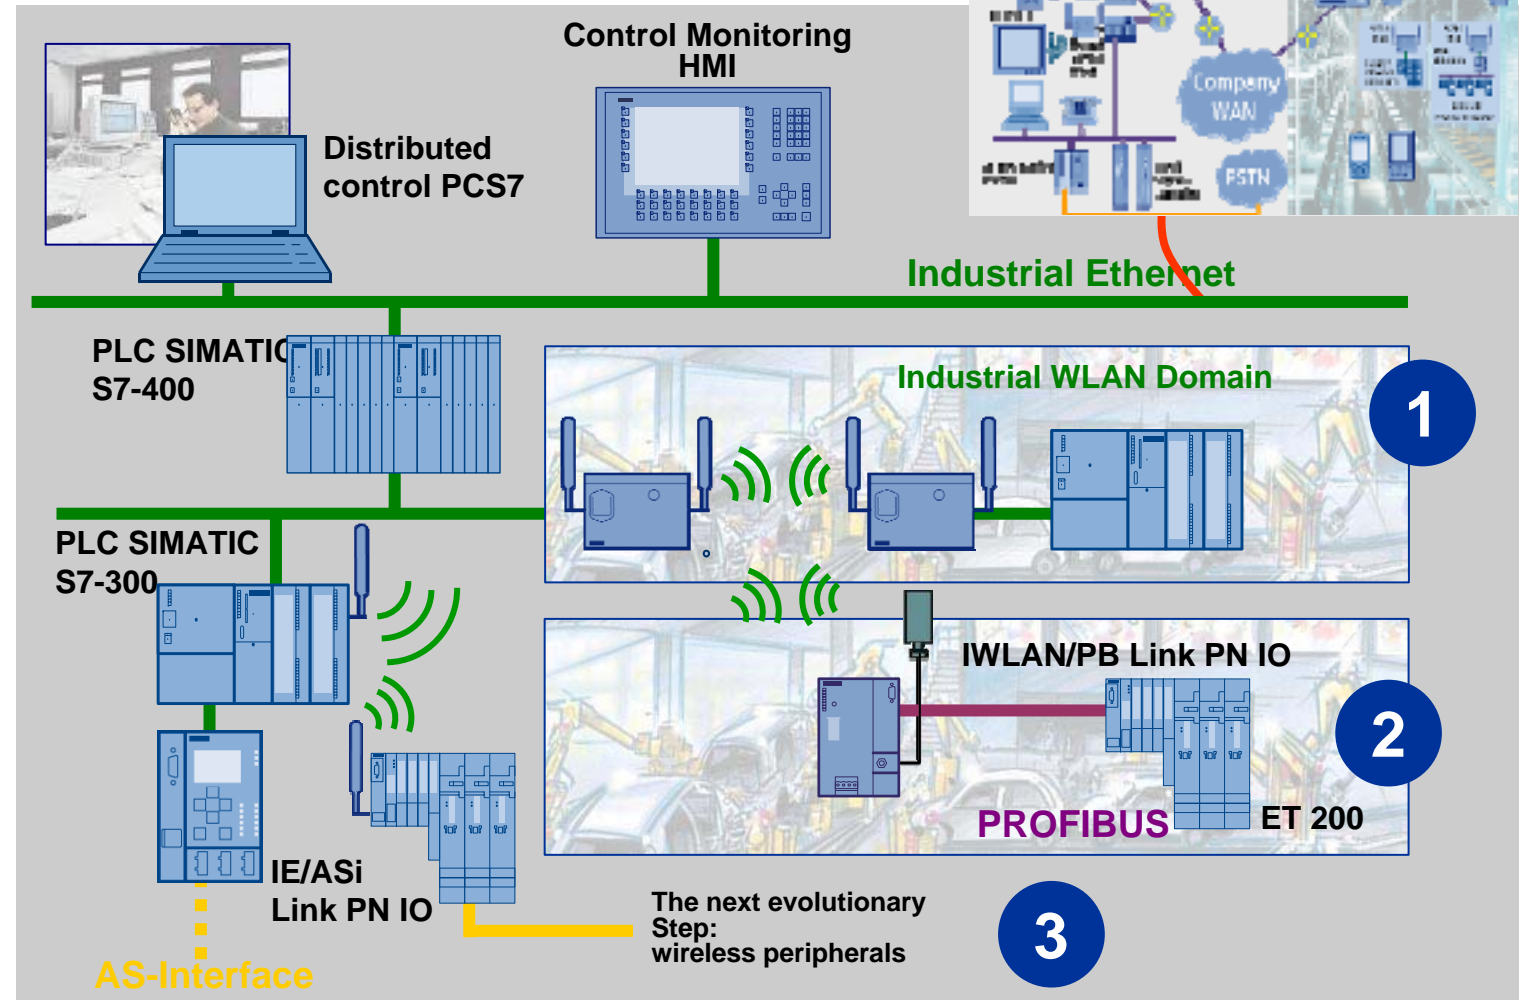 Control Monitoring
HMI
Company
WAN
PSTN
Distributed
control PCS7
Industrial Ethernet
PLC SIMATIC
S7-400
Industrial WLAN Domain
1
PLC SIMATIC
S7-300
IWLAN/PB Link PN IO
2
PROFIBUS
ET 200
IE/ASi
Link PN IO
The next evolutionary
Step:
wireless peripherals
3
AS-Interface